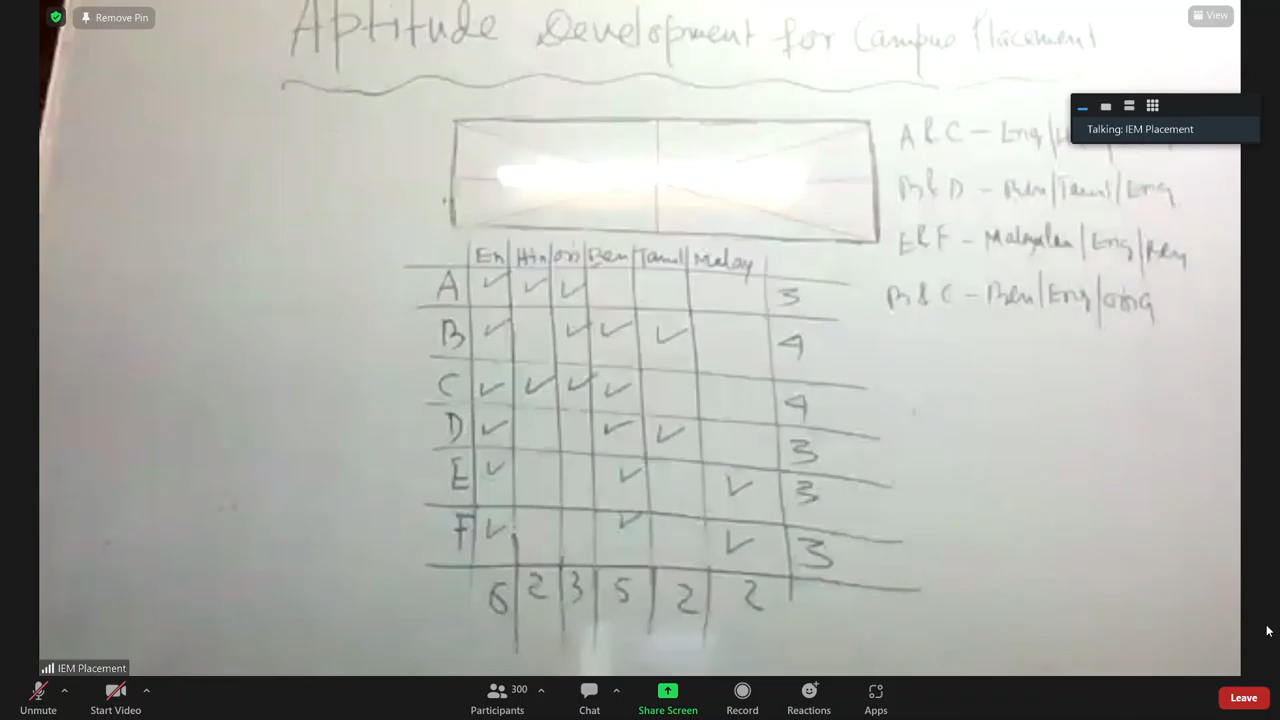 Remove Pin
View
Aptitude Development for Campus Placement
Talking: IEM Placement
A & C - Eng/
B & D - Ben/Tamil/Eng
E & F - Malayalam/Eng/Ben
B & C - Ben/Eng/
En Hin Ori Ben Tamil Malay
A ✓ ✓ ✓ 3
B ✓ ✓ ✓ ✓ 4
C ✓ ✓ ✓ ✓ 4
D ✓ ✓ ✓ 3
E ✓ ✓ ✓ 3
F ✓ ✓ ✓ 3
6 2 3 5 2 2
IEM Placement
Unmute
Start Video
Participants
300
Chat
Share Screen
Record
Reactions
Apps
Leave